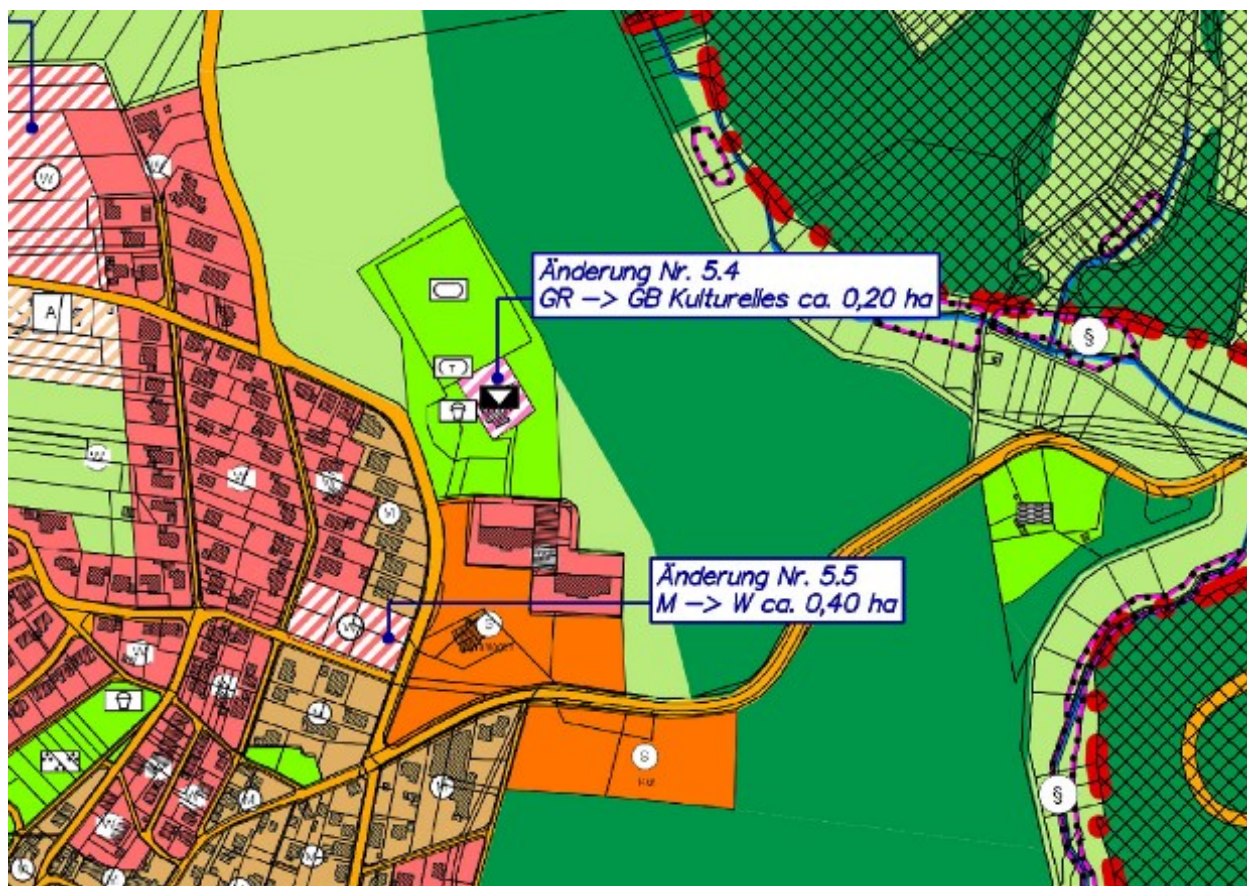 W
W
Änderung Nr. 5.4
GR -> GB Kulturelles ca. 0,20 ha
A
T
§
W
W
W
M
Änderung Nr. 5.5
M -> W ca. 0,40 ha
W
S
W
M
S
M
§